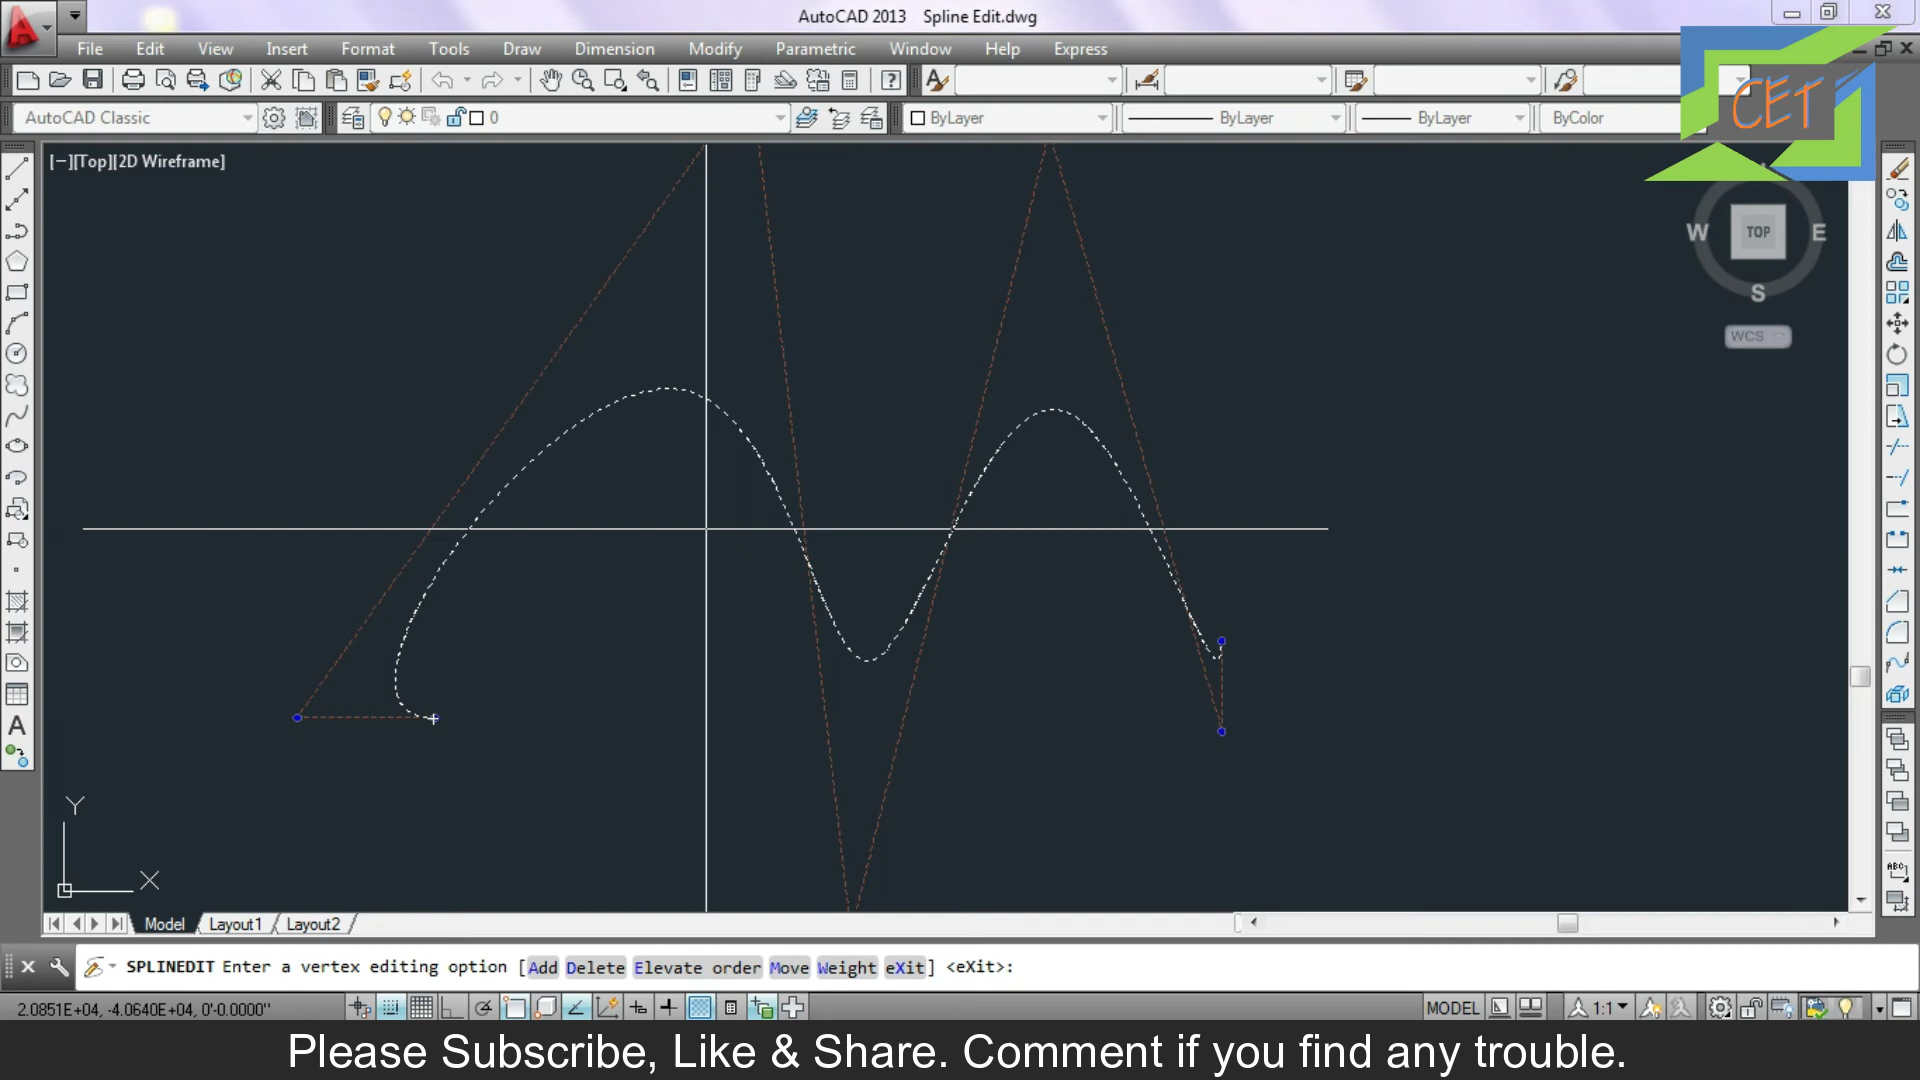 AutoCAD 2013 Spline Edit.dwg
File Edit View Insert Format Tools Draw Dimension Modify Parametric Window Help Express
AutoCAD Classic
0
ByLayer
ByLayer
ByLayer
ByColor
CET
[−][Top][2D Wireframe]
W TOP E
S
WCS
A
ABC
Y
X
Model Layout1 Layout2
SPLINEDIT Enter a vertex editing option [Add Delete Elevate order Move Weight eXit] <eXit>:
2.0851E+04, -4.0640E+04, 0'-0.0000"
MODEL 1:1
Please Subscribe, Like & Share. Comment if you find any trouble.